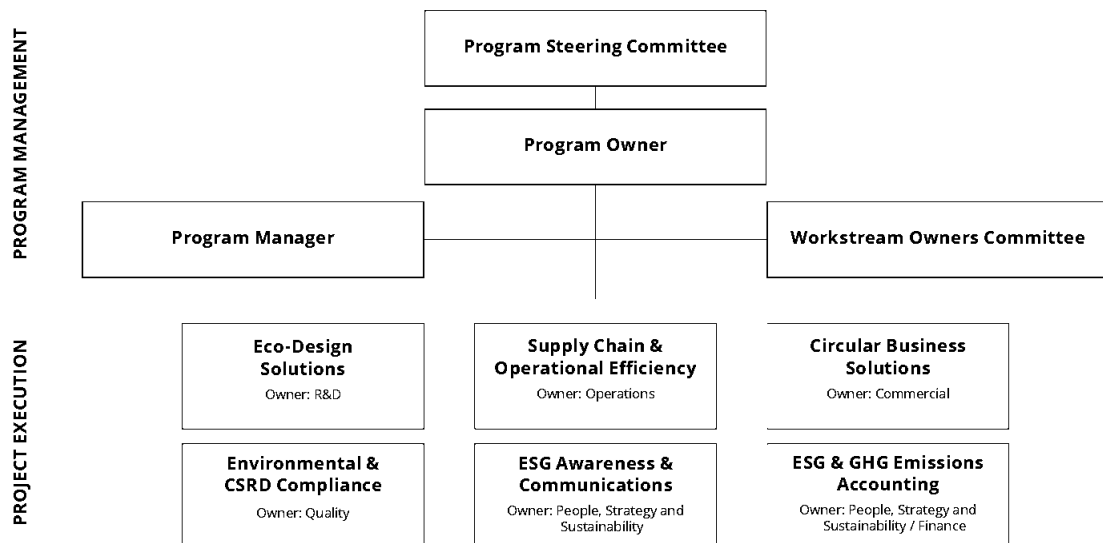 PROGRAM MANAGEMENT
Program Steering Committee
Program Owner
Program Manager
Workstream Owners Committee
PROJECT EXECUTION
Eco-Design
Solutions
Owner: R&D
Supply Chain &
Operational Efficiency
Owner: Operations
Circular Business
Solutions
Owner: Commercial
Environmental &
CSRD Compliance
Owner: Quality
ESG Awareness &
Communications
Owner: People, Strategy and
Sustainability
ESG & GHG Emissions
Accounting
Owner: People, Strategy and
Sustainability / Finance